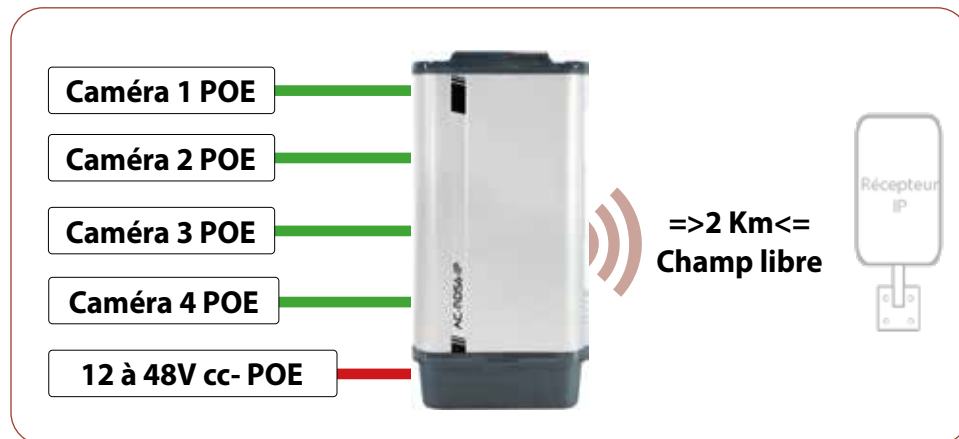 Caméra 1 POE
Caméra 2 POE
Caméra 3 POE
Caméra 4 POE
12 à 48V cc- POE
AC-RD56-IP
=>2 Km<=
Champ libre
Récepteur
IP